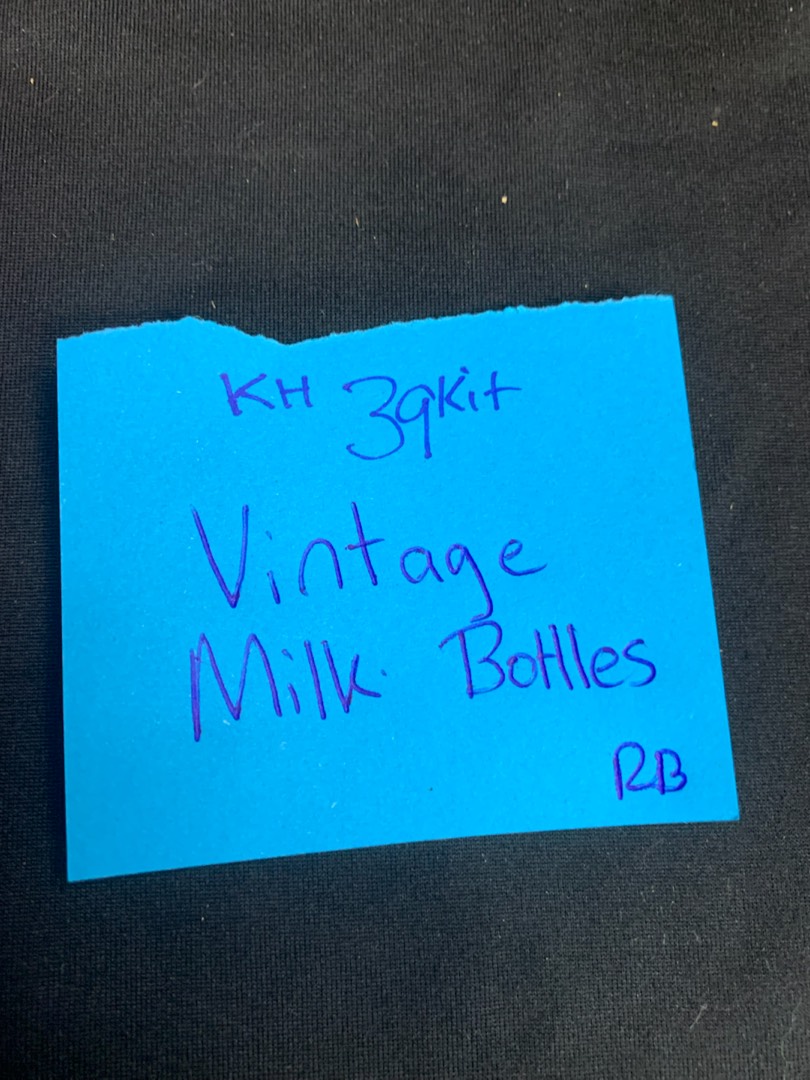 KH 39Kit
Vintage
Milk Bottles
RB